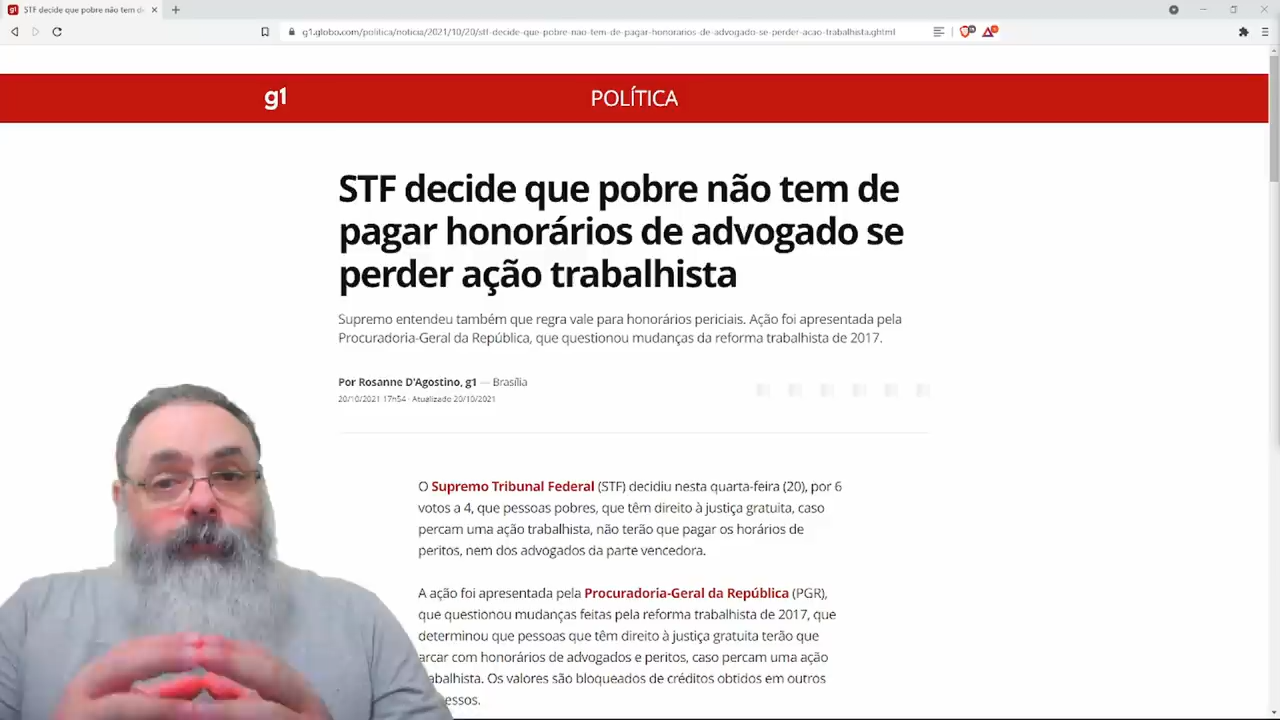 STF decide que pobre não tem de
g1.globo.com/politica/noticia/2021/10/20/stf-decide-que-pobre-nao-tem-de-pagar-honorarios-de-advogado-se-perder-acao-trabalhista.ghtml
g1
POLÍTICA
STF decide que pobre não tem de
pagar honorários de advogado se
perder ação trabalhista
Supremo entendeu também que regra vale para honorários periciais. Ação foi apresentada pela
Procuradoria-Geral da República, que questionou mudanças da reforma trabalhista de 2017.
Por Rosanne D'Agostino, g1 — Brasília
20/10/2021 17h54 · Atualizado 20/10/2021
O Supremo Tribunal Federal (STF) decidiu nesta quarta-feira (20), por 6
votos a 4, que pessoas pobres, que têm direito à justiça gratuita, caso
percam uma ação trabalhista, não terão que pagar os horários de
peritos, nem dos advogados da parte vencedora.
A ação foi apresentada pela Procuradoria-Geral da República (PGR),
que questionou mudanças feitas pela reforma trabalhista de 2017, que
determinou que pessoas que têm direito à justiça gratuita terão que
arcar com honorários de advogados e peritos, caso percam uma ação
abalhista. Os valores são bloqueados de créditos obtidos em outros
essos.